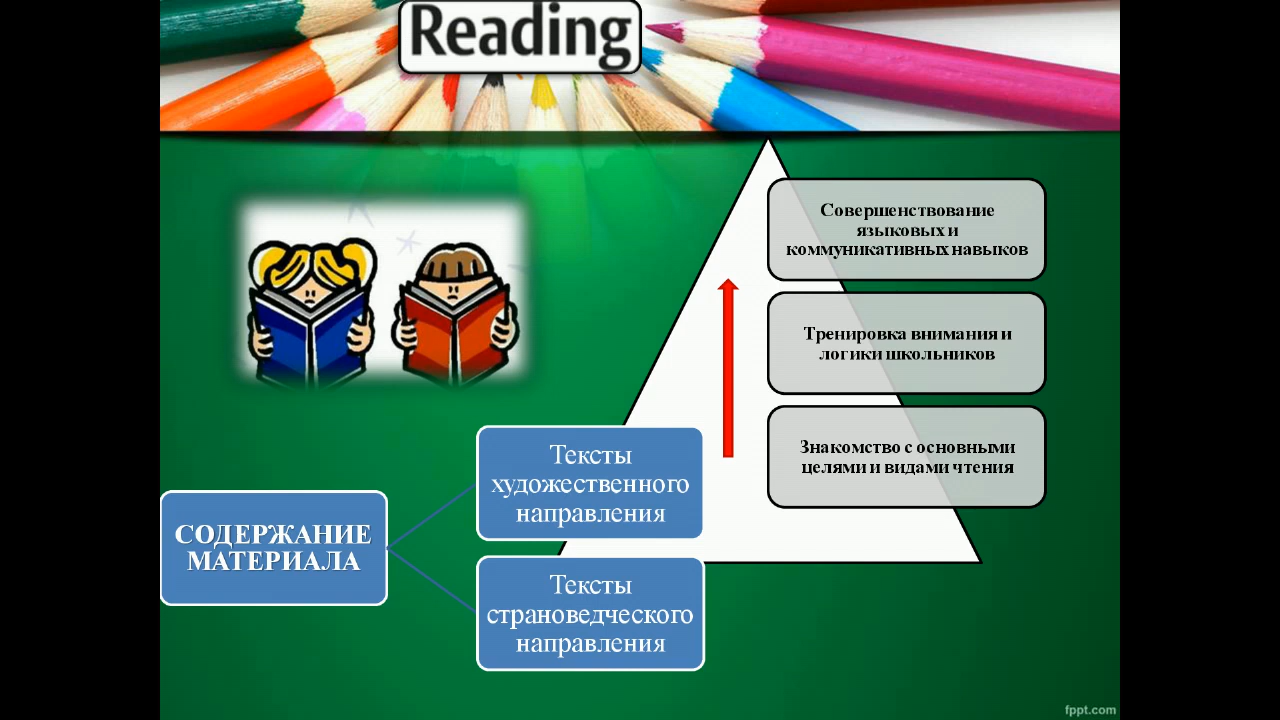 Reading
Совершенствование
языковых и
коммуникативных навыков
Тренировка внимания и
логики школьников
Знакомство с основными
целями и видами чтения
СОДЕРЖАНИЕ
МАТЕРИАЛА
Тексты
художественного
направления
Тексты
страноведческого
направления
fppt.com